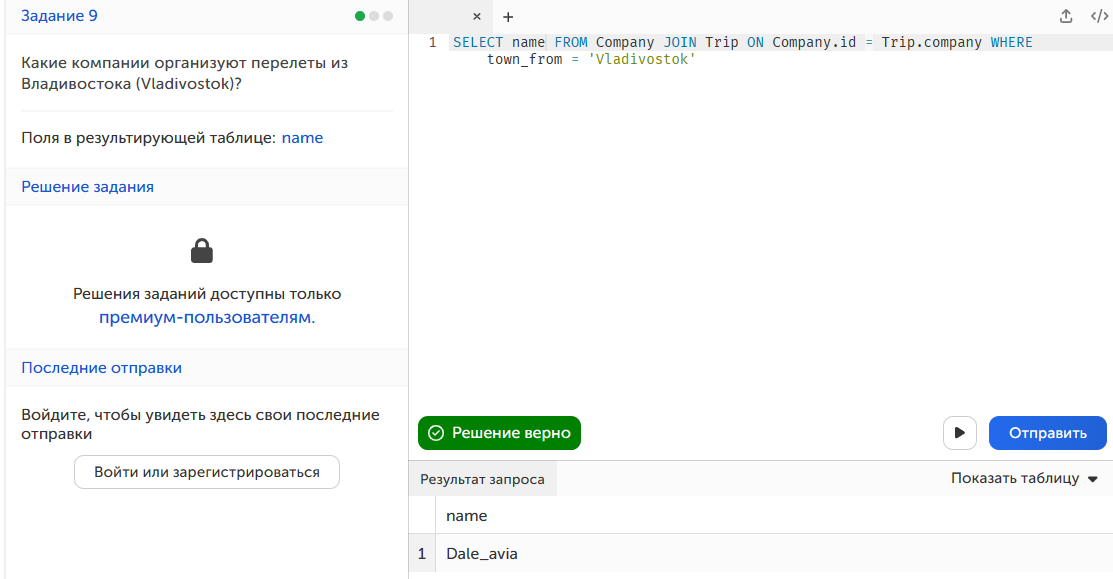 Задание 9
Какие компании организуют перелеты из
Владивостока (Vladivostok)?
Поля в результирующей таблице: name
Решение задания
Решения заданий доступны только
премиум-пользователям.
Последние отправки
Войдите, чтобы увидеть здесь свои последние
отправки
Войти или зарегистрироваться
× +
</>
1 SELECT name FROM Company JOIN Trip ON Company.id = Trip.company WHERE
town_from = 'Vladivostok'
Решение верно
Отправить
Результат запроса
Показать таблицу
name
1 Dale_avia